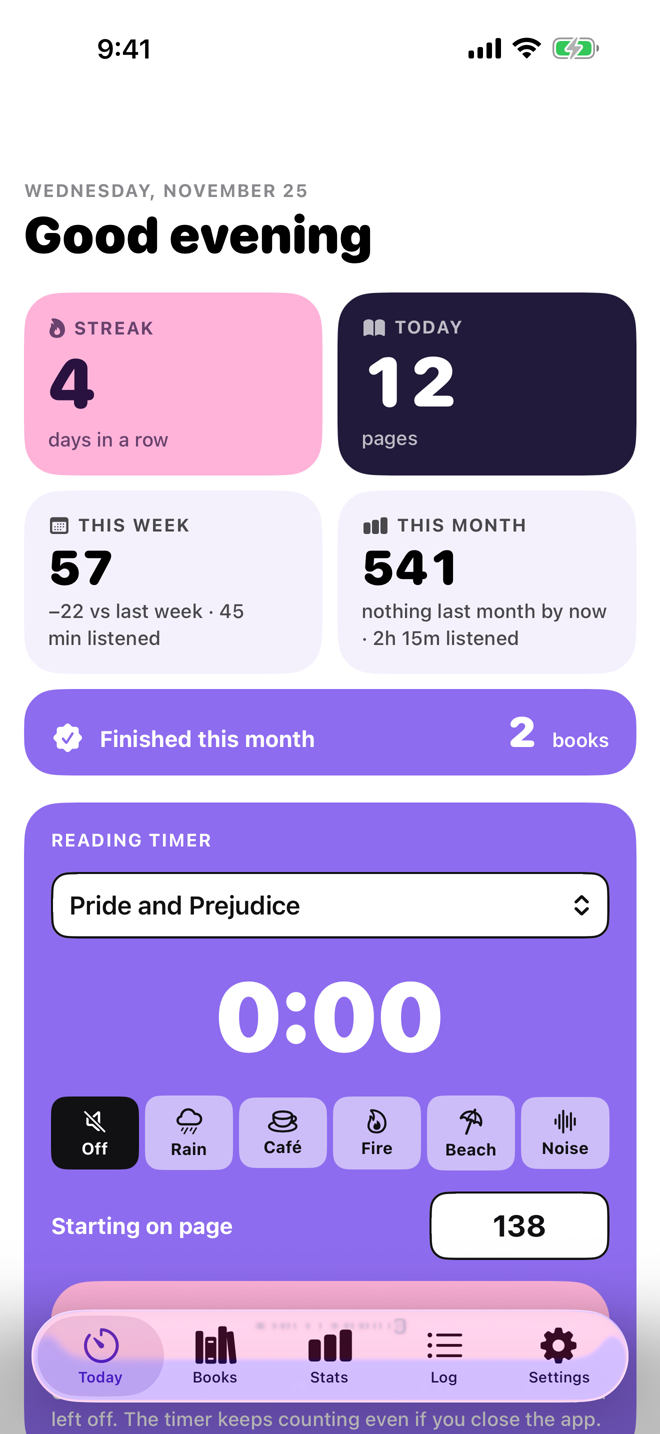 9:41
WEDNESDAY, NOVEMBER 25
Good evening
STREAK
4
days in a row
TODAY
12
pages
THIS WEEK
57
–22 vs last week · 45
min listened
THIS MONTH
541
nothing last month by now
· 2h 15m listened
Finished this month
2 books
READING TIMER
Pride and Prejudice
0:00
Off
Rain
Café
Fire
Beach
Noise
Starting on page
138
Today
Books
Stats
Log
Settings
left off. The timer keeps counting even if you close the app.